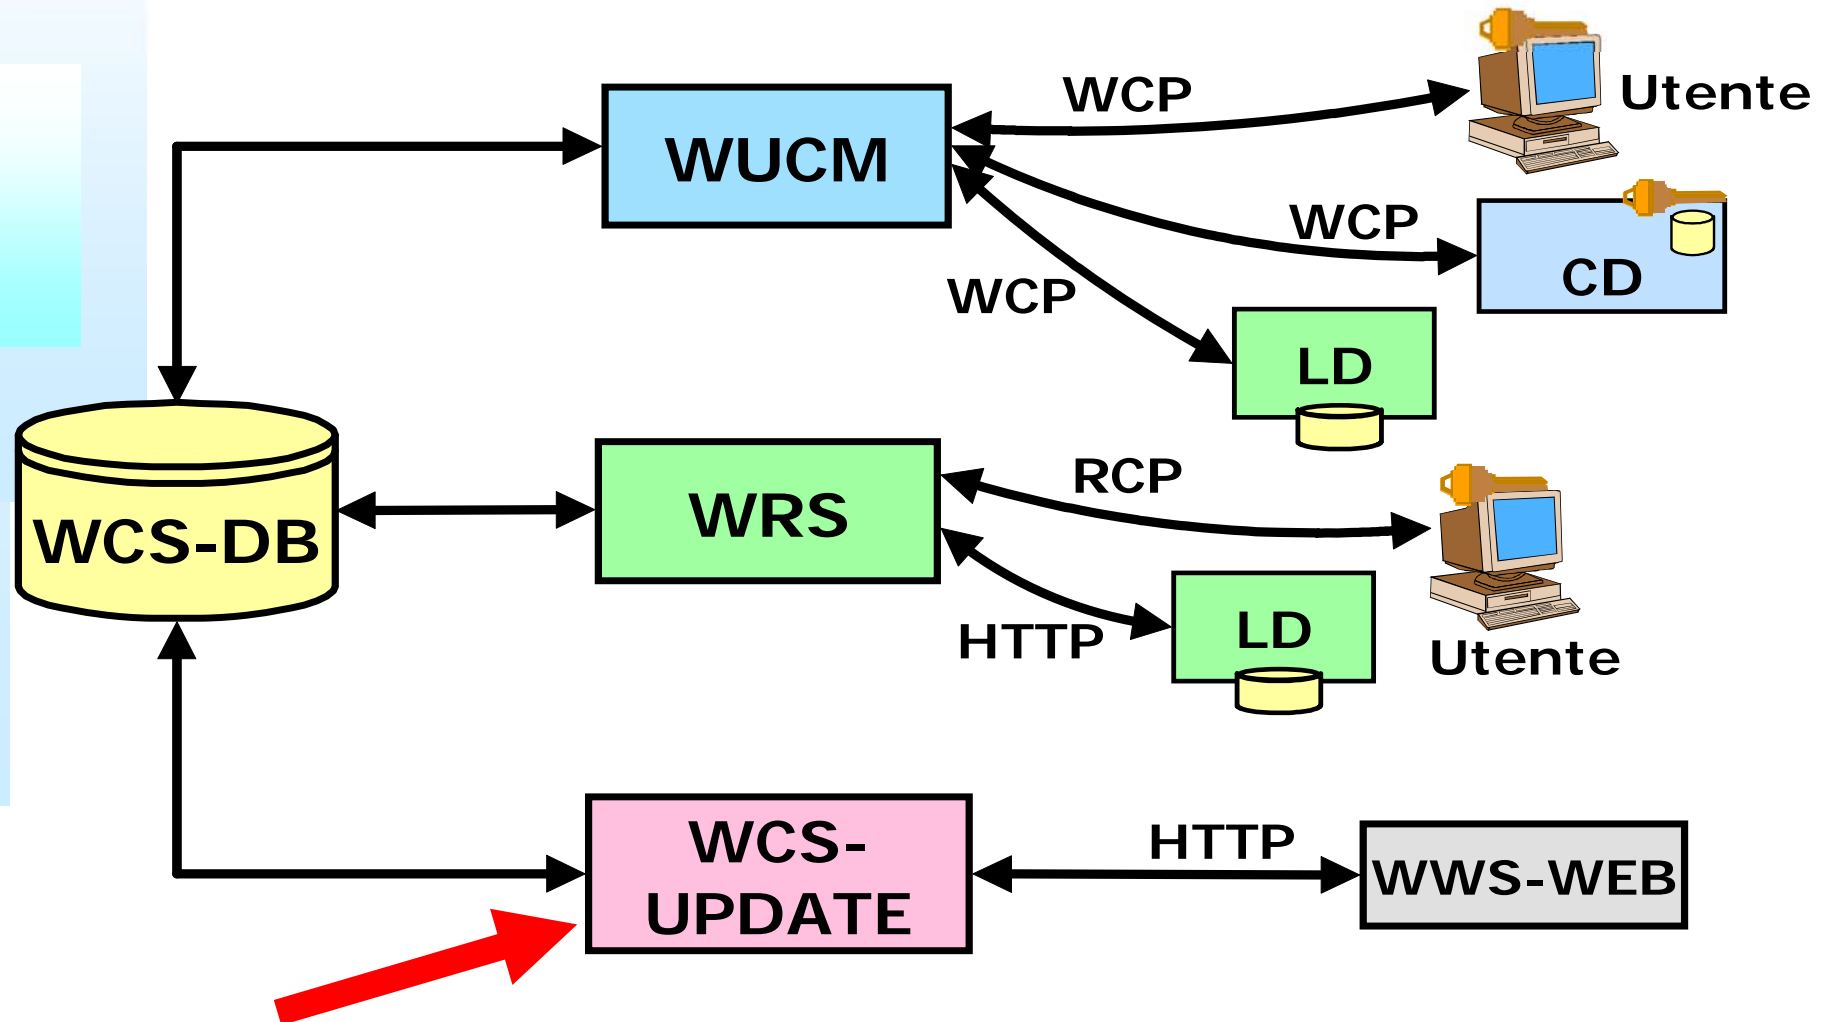 WCP
Utente
WUCM
WCP
CD
WCP
LD
RCP
WRS
WCS-DB
HTTP
LD
Utente
WCS-
UPDATE
HTTP
WWS-WEB